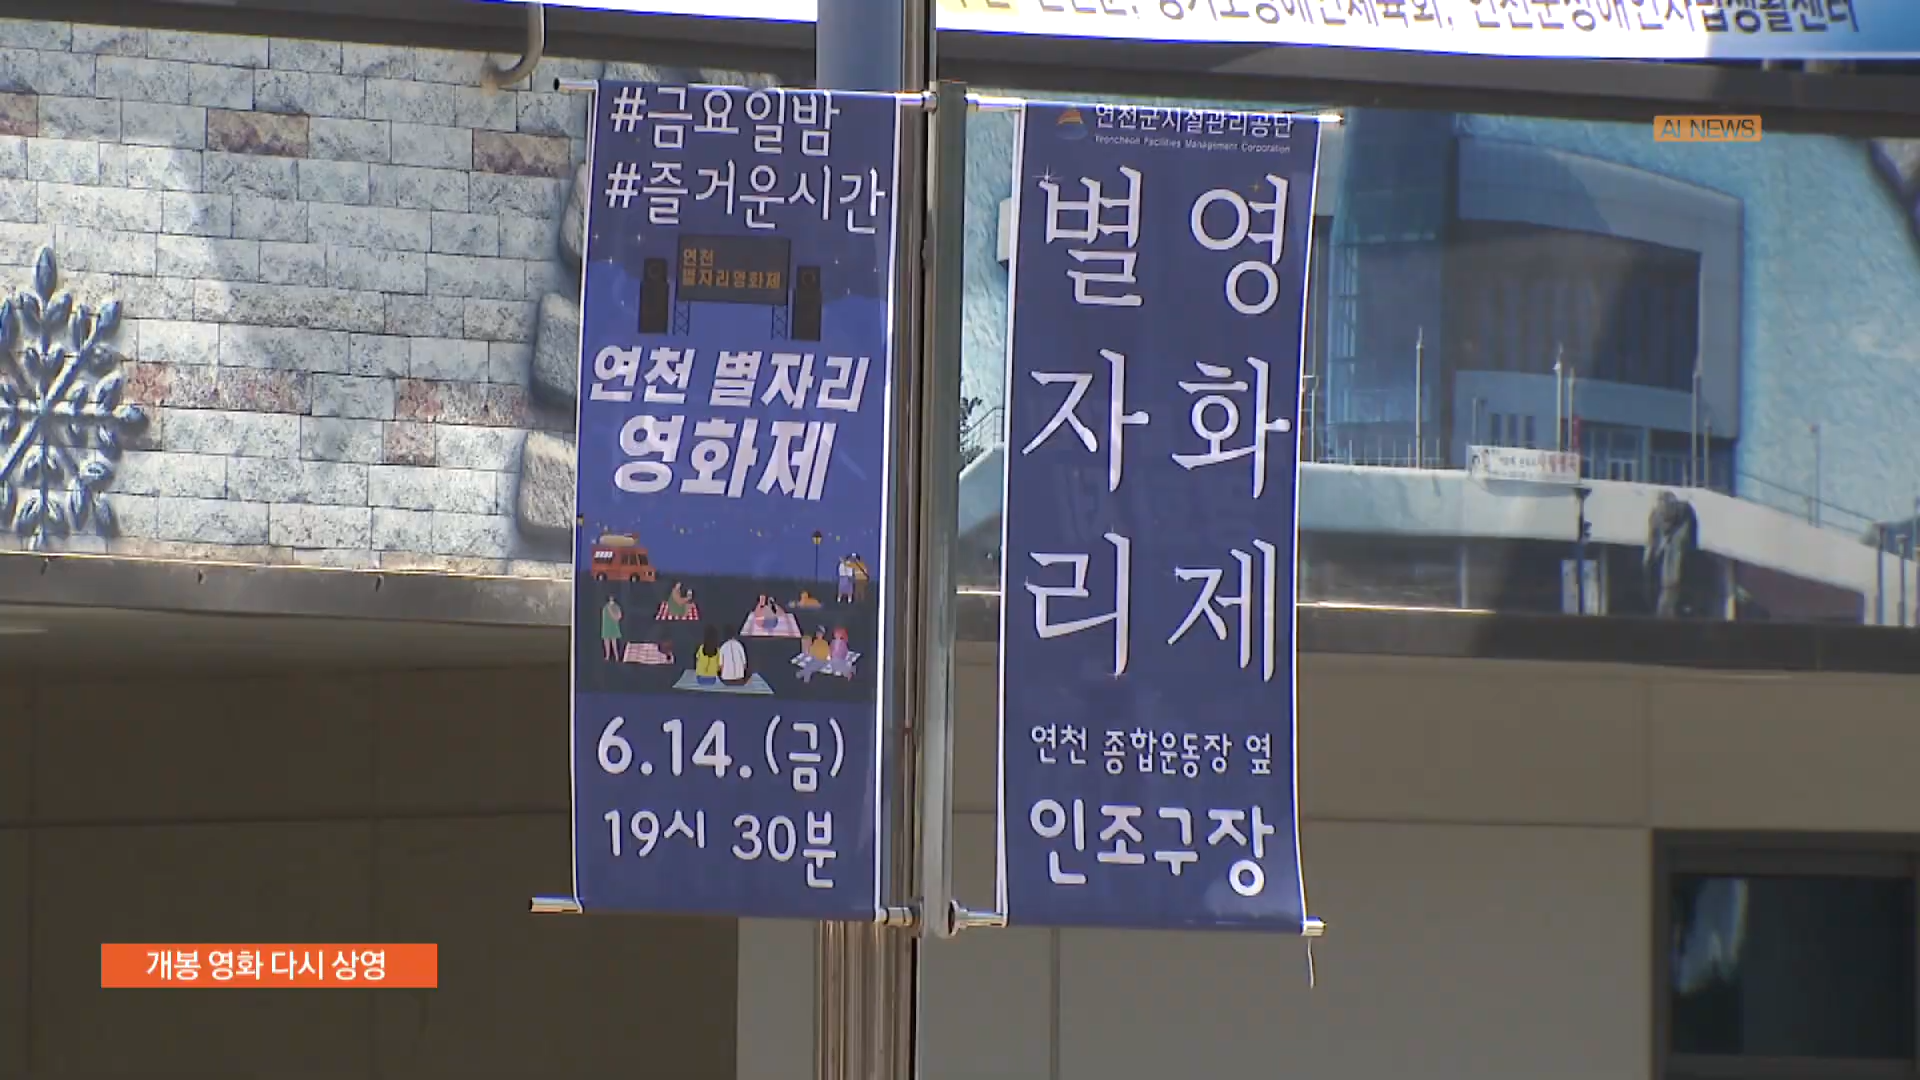 AI NEWS
#금요일밤
#즐거운시간
연천
별자리영화제
연천 별자리
영화제
6.14.(금)
19시 30분
연천군시설관리공단
Yeoncheon Facilities Management Corporation
별자리
영화제
연천 종합운동장 옆
인조구장
개봉 영화 다시 상영